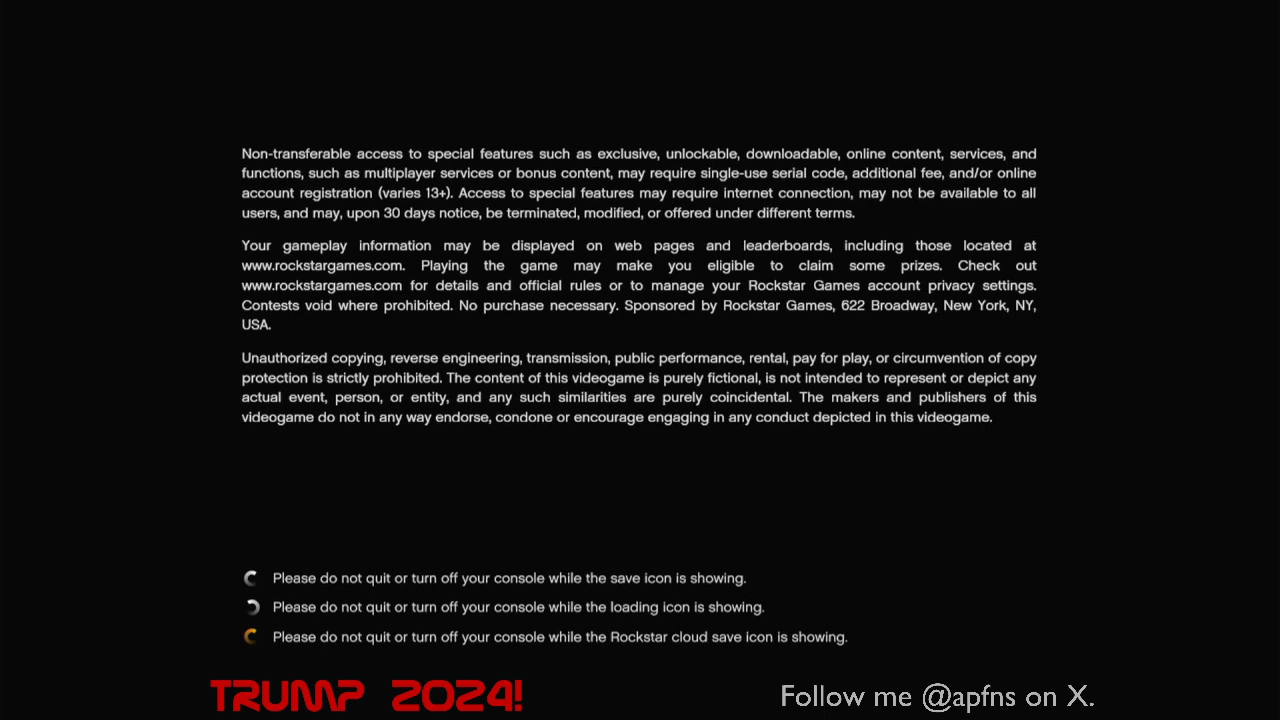 Non-transferable access to special features such as exclusive, unlockable, downloadable, online content, services, and
functions, such as multiplayer services or bonus content, may require single-use serial code, additional fee, and/or online
account registration (varies 13+). Access to special features may require internet connection, may not be available to all
users, and may, upon 30 days notice, be terminated, modified, or offered under different terms.
Your gameplay information may be displayed on web pages and leaderboards, including those located at
www.rockstargames.com. Playing the game may make you eligible to claim some prizes. Check out
www.rockstargames.com for details and official rules or to manage your Rockstar Games account privacy settings.
Contests void where prohibited. No purchase necessary. Sponsored by Rockstar Games, 622 Broadway, New York, NY,
USA.
Unauthorized copying, reverse engineering, transmission, public performance, rental, pay for play, or circumvention of copy
protection is strictly prohibited. The content of this videogame is purely fictional, is not intended to represent or depict any
actual event, person, or entity, and any such similarities are purely coincidental. The makers and publishers of this
videogame do not in any way endorse, condone or encourage engaging in any conduct depicted in this videogame.
Please do not quit or turn off your console while the save icon is showing.
Please do not quit or turn off your console while the loading icon is showing.
Please do not quit or turn off your console while the Rockstar cloud save icon is showing.
TRUMP 2024!
Follow me @apfns on X.